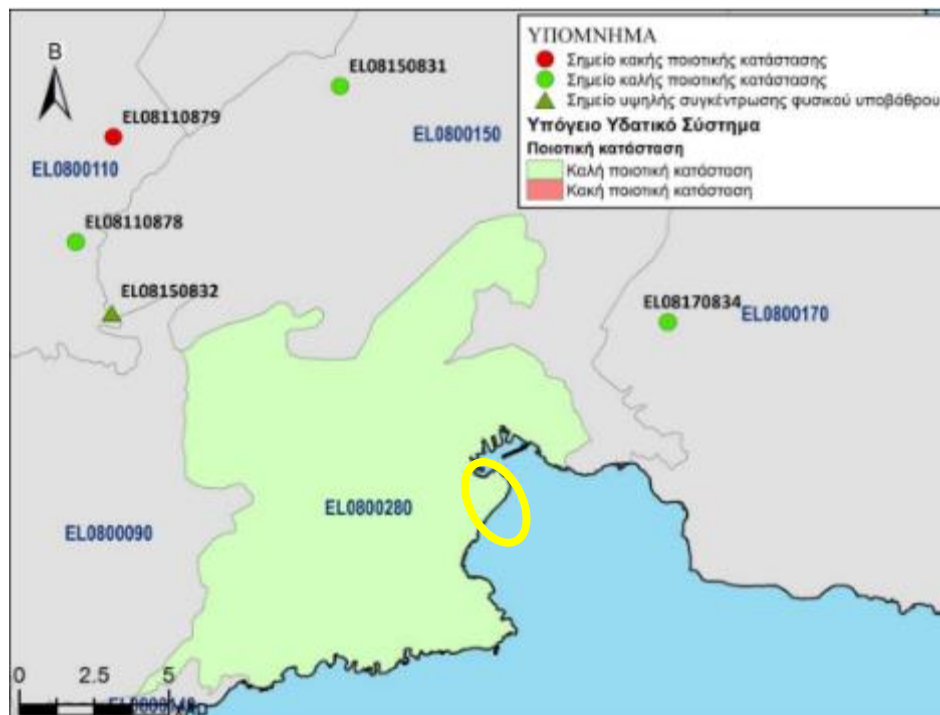 ΥΠΟΜΝΗΜΑ
Σημείο κακής ποιοτικής κατάστασης
Σημείο καλής ποιοτικής κατάστασης
Σημείο υψηλής συγκέντρωσης φυσικού υποβάθρου
Υπόγειο Υδατικό Σύστημα
Ποιοτική κατάσταση
Καλή ποιοτική κατάσταση
Κακή ποιοτική κατάσταση
B
EL08150831
EL08110879
EL0800150
EL0800110
EL08110878
EL08150832
EL08170834
EL0800170
EL0800280
EL0800090
0 2.5 5